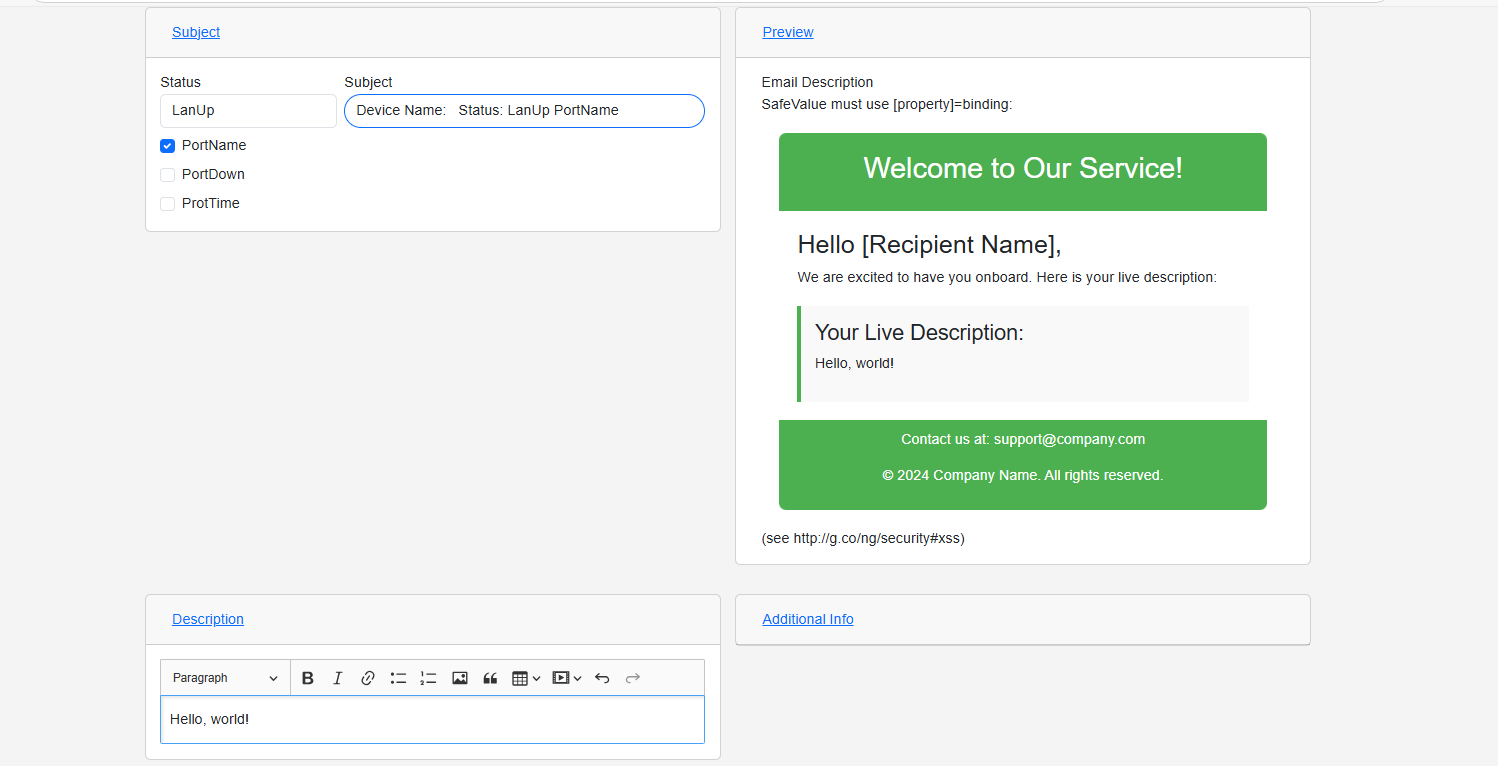 Subject
Status
Subject
LanUp
Device Name:   Status: LanUp PortName
PortName
PortDown
ProtTime
Preview
Email Description
SafeValue must use [property]=binding:
Welcome to Our Service!
Hello [Recipient Name],
We are excited to have you onboard. Here is your live description:
Your Live Description:
Hello, world!
Contact us at: support@company.com
© 2024 Company Name. All rights reserved.
(see http://g.co/ng/security#xss)
Description
Paragraph
Hello, world!
Additional Info